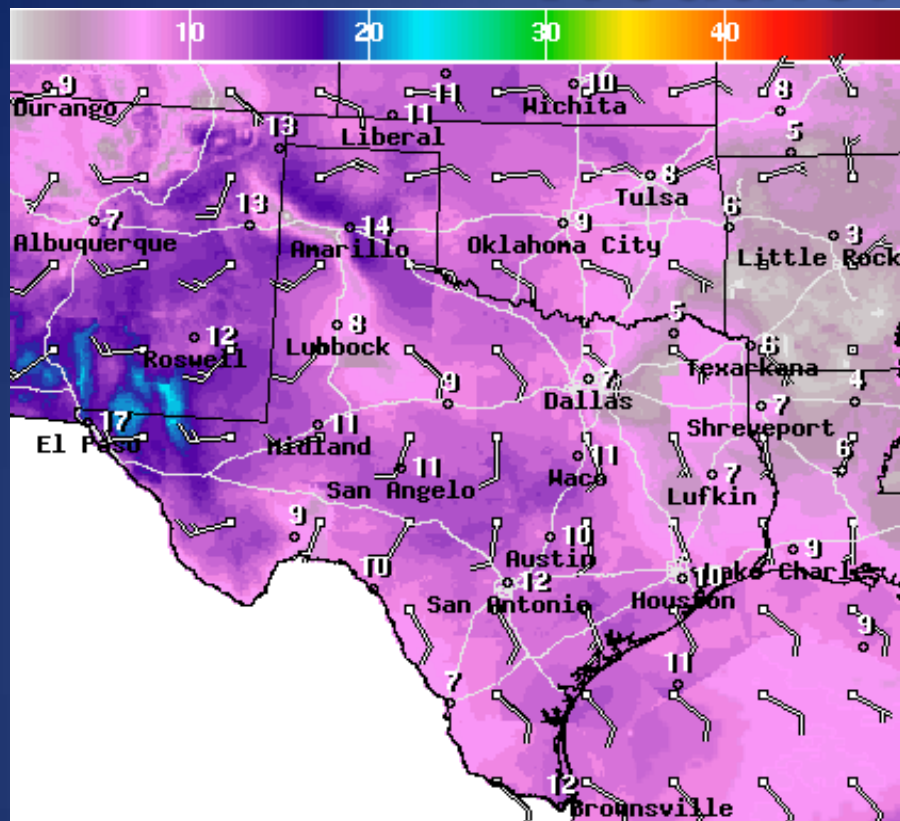 10 20 30 40
9 11 10 8
Durango Wichita
11
13 Liberal 5
8
Tulsa
7 13 14 9 6 3
Albuquerque Amarillo Oklahoma City Little Rock
12 8 5 6
Roswell Lubbock Texarkana
9 7 7 4
Dallas
17 11 Shreveport
El Paso Midland 11 11 7 6
San Angelo Waco Lufkin
9 10 9
10 Austin 12 10 Lake Charles
San Antonio Houston
9
11
7
12
Brownsville